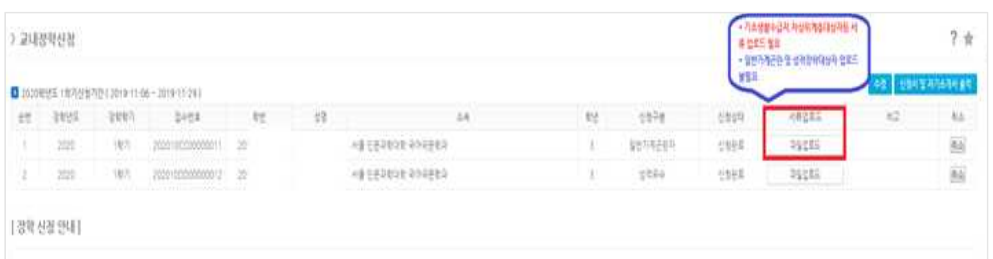 > 교내장학신청
• 기초생활수급자 차상위계층대상자등 서
류 업로드 필요
• 일반가계곤란 및 성적장학대상자 업로드
불필요
? ☆
2020학년도 1학기신청기간 ( 2019-11-06 ~ 2019-11-29 )
수정 신청서 및 자기소개서 출력
순번 장학년도 장학학기 접수번호 학번 성명 소속 학년 신청구분 신청상태 서류업로드 비고 취소
1 2020 1학기 20 서울 인문과학대학 국어국문학과 3 일반가계곤란자 신청완료 파일업로드 취소
2 2020 1학기 20 서울 인문과학대학 국어국문학과 3 성적우수 신청완료 파일업로드 취소
[ 장학 신청 안내 ]